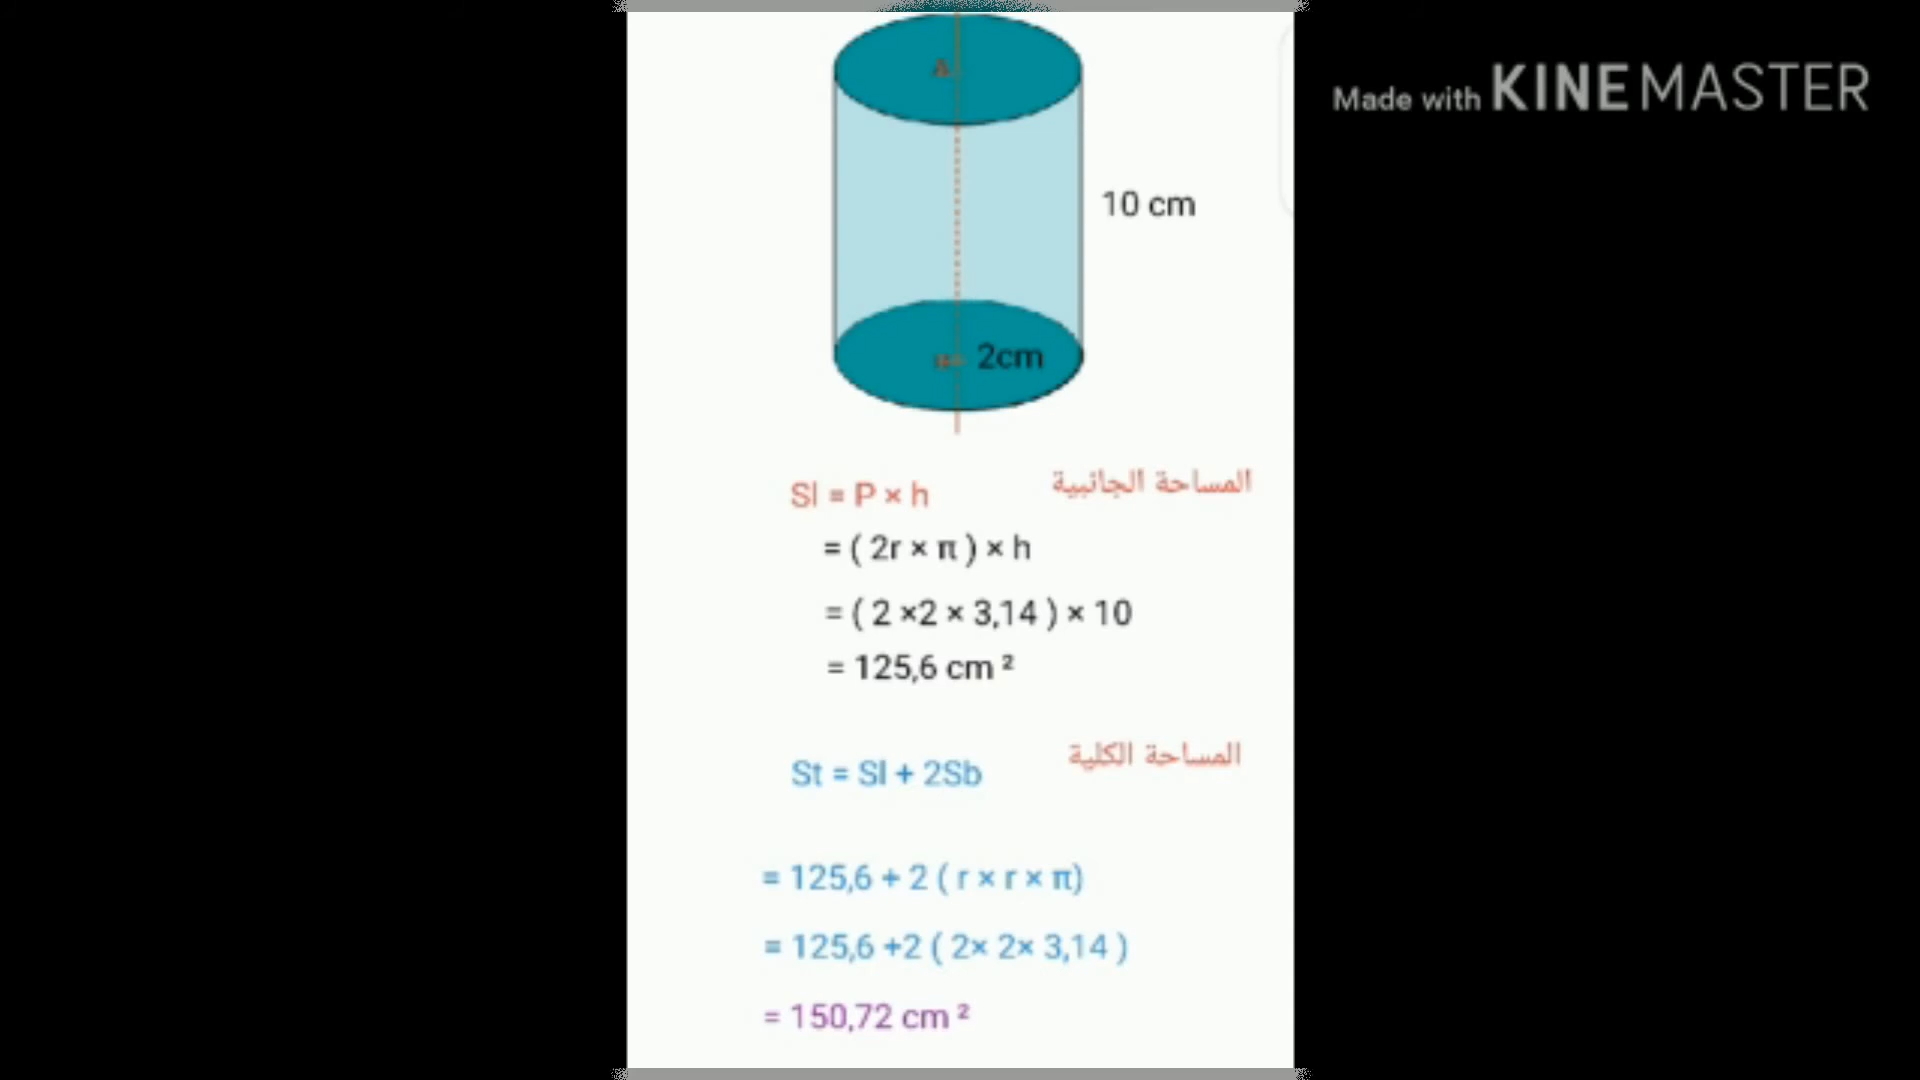 Made with KINEMASTER
A
10 cm
2cm
Sl = P × h
المساحة الجانبية
= ( 2r × π ) × h
= ( 2 ×2 × 3,14 ) × 10
= 125,6 cm ²
المساحة الكلية
St = Sl + 2Sb
= 125,6 + 2 ( r × r × π)
= 125,6 +2 ( 2× 2× 3,14 )
= 150,72 cm ²